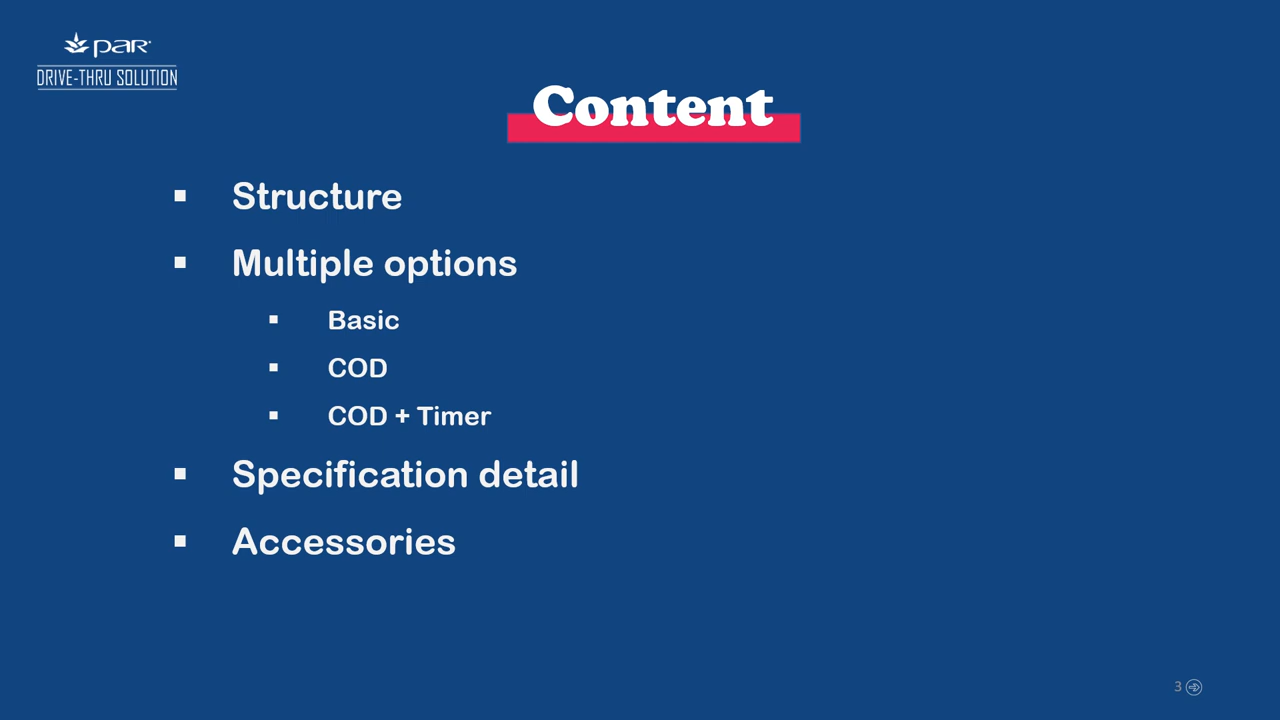 par
DRIVE-THRU SOLUTION
Content
▪ Structure
▪ Multiple options
▪ Basic
▪ COD
▪ COD + Timer
▪ Specification detail
▪ Accessories
3